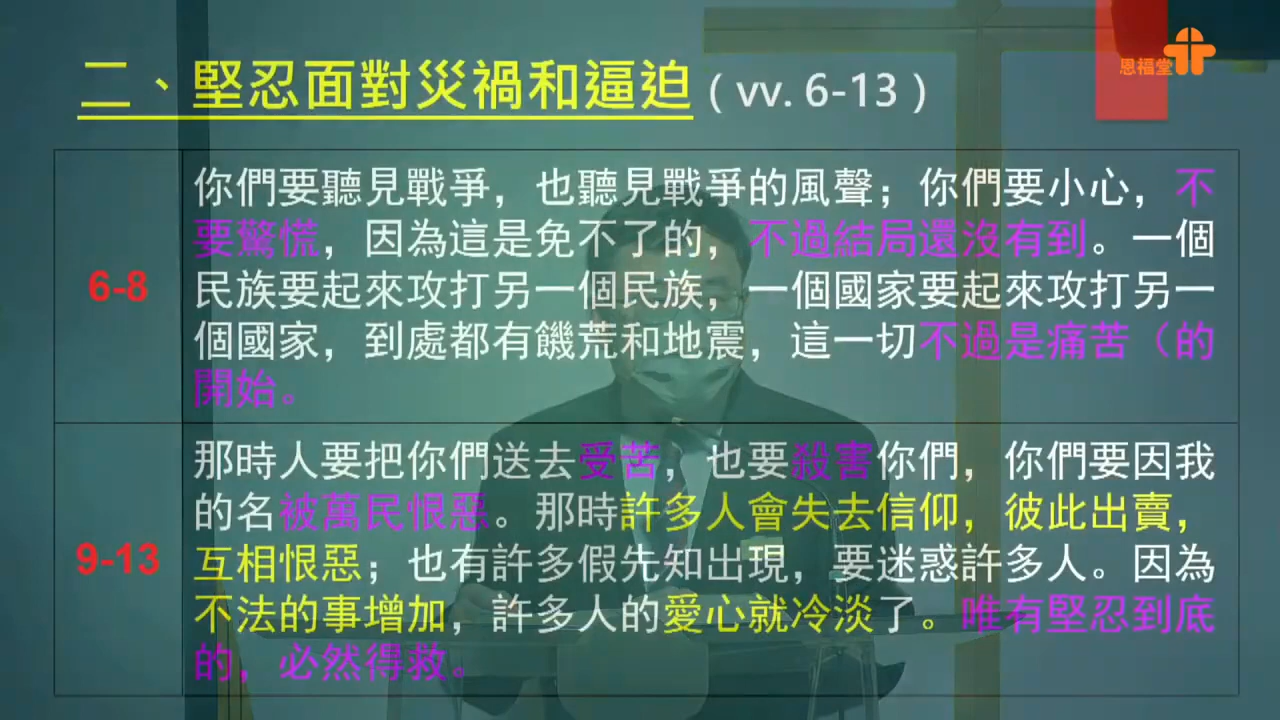 恩福堂
二、堅忍面對災禍和逼迫（vv. 6-13）
6-8
你們要聽見戰爭，也聽見戰爭的風聲；你們要小心，不
要驚慌，因為這是免不了的，不過結局還沒有到。一個
民族要起來攻打另一個民族，一個國家要起來攻打另一
個國家，到處都有饑荒和地震，這一切不過是痛苦（的
開始。
9-13
那時人要把你們送去受苦，也要殺害你們，你們要因我
的名被萬民恨惡。那時許多人會失去信仰，彼此出賣，
互相恨惡；也有許多假先知出現，要迷惑許多人。因為
不法的事增加，許多人的愛心就冷淡了。唯有堅忍到底
的，必然得救。